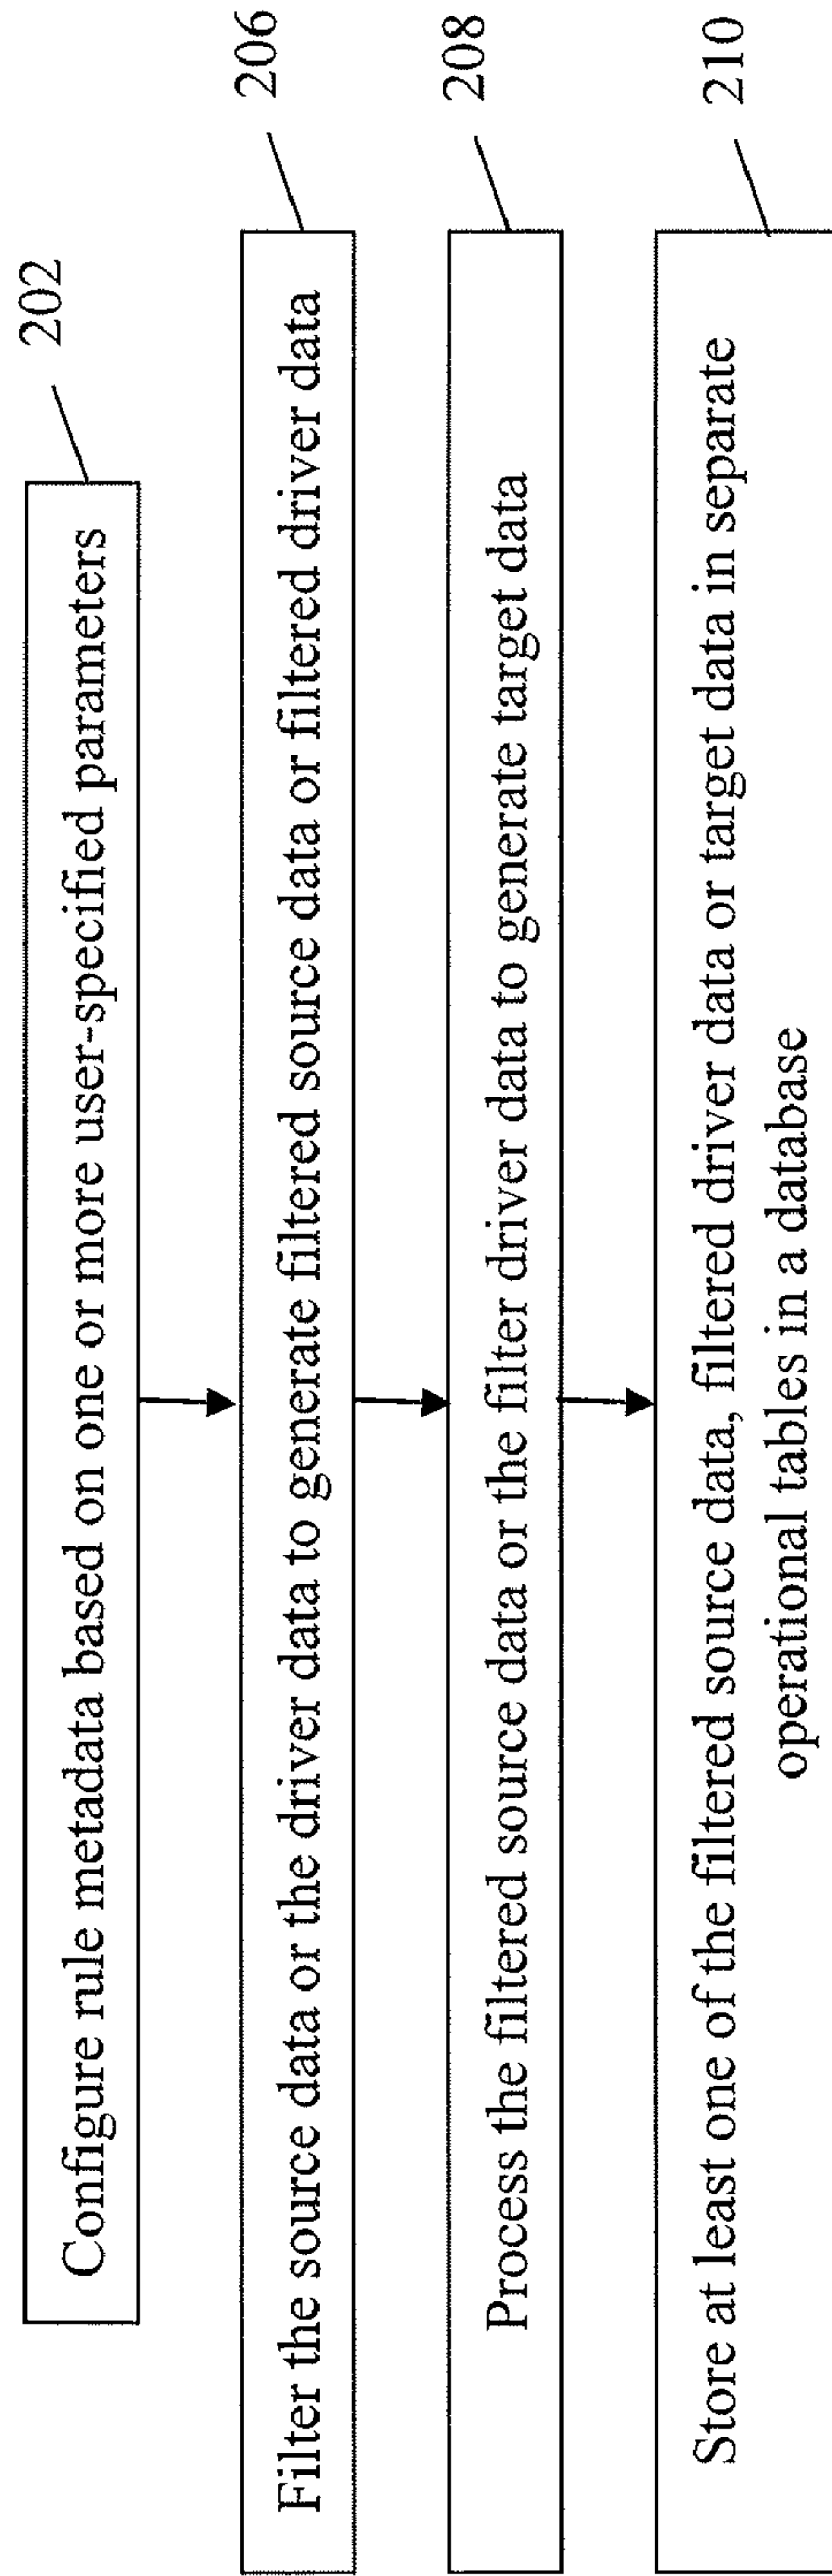 202
Configure rule metadata based on one or more user-specified parameters
206
Filter the source data or the driver data to generate filtered source data or filtered driver data
208
Process the filtered source data or the filter driver data to generate target data
210
Store at least one of the filtered source data, filtered driver data or target data in separate
operational tables in a database